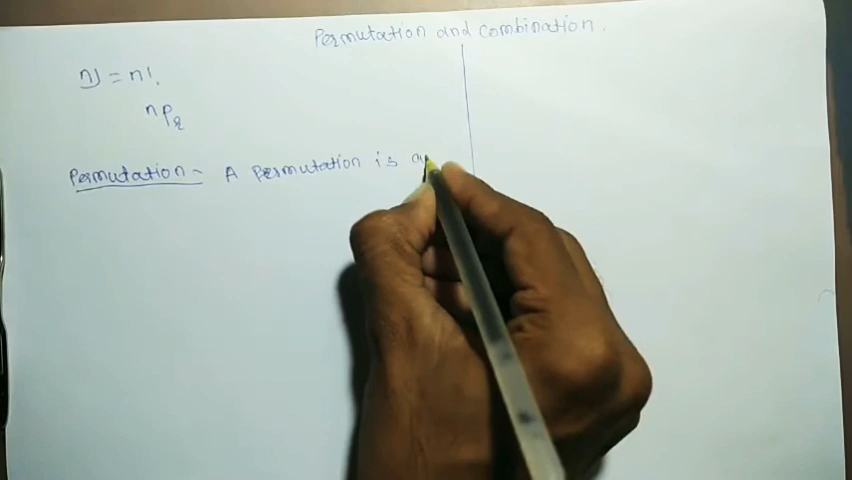 Permutation and combination.
n⌋ = n!.
ⁿPᵣ
Permutation - A Permutation is